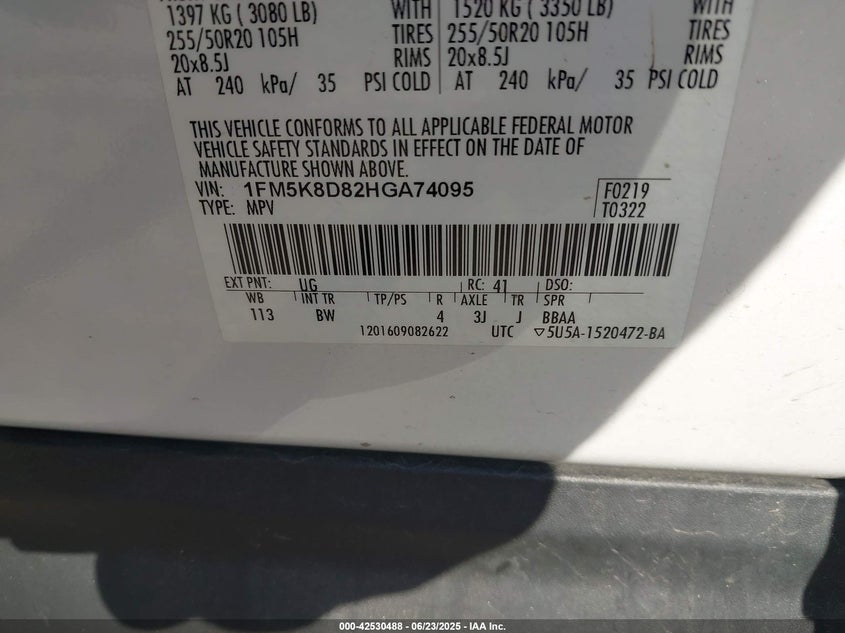 1397 KG ( 3080 LB) WITH 1520 KG ( 3350 LB) WITH
255/50R20 105H TIRES 255/50R20 105H TIRES
20x8.5J RIMS 20x8.5J RIMS
AT 240 kPa/ 35 PSI COLD AT 240 kPa/ 35 PSI COLD
THIS VEHICLE CONFORMS TO ALL APPLICABLE FEDERAL MOTOR
VEHICLE SAFETY STANDARDS IN EFFECT ON THE DATE OF
MANUFACTURE SHOWN ABOVE.
VIN: 1FM5K8D82HGA74095 F0219
TYPE: MPV T0322
EXT PNT: UG RC: 41 DSO:
WB INT TR TP/PS R AXLE TR SPR
113 BW 4 3J J BBAA
1201609082622 UTC ▽5U5A-1520472-BA
000-42530488 - 06/23/2025 - IAA Inc.